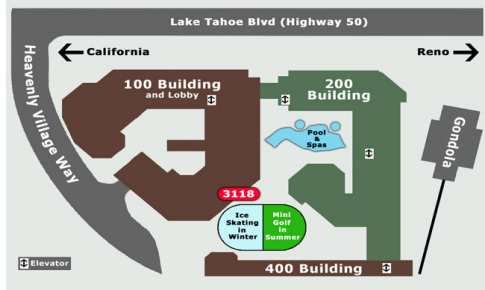 Lake Tahoe Blvd (Highway 50)
California
Reno
Heavenly Village Way
100 Building
and Lobby
200
Building
Pool
&
Spas
Gondola
3118
Ice
Skating
in
Winter
Mini
Golf
in
Summer
Elevator
400 Building